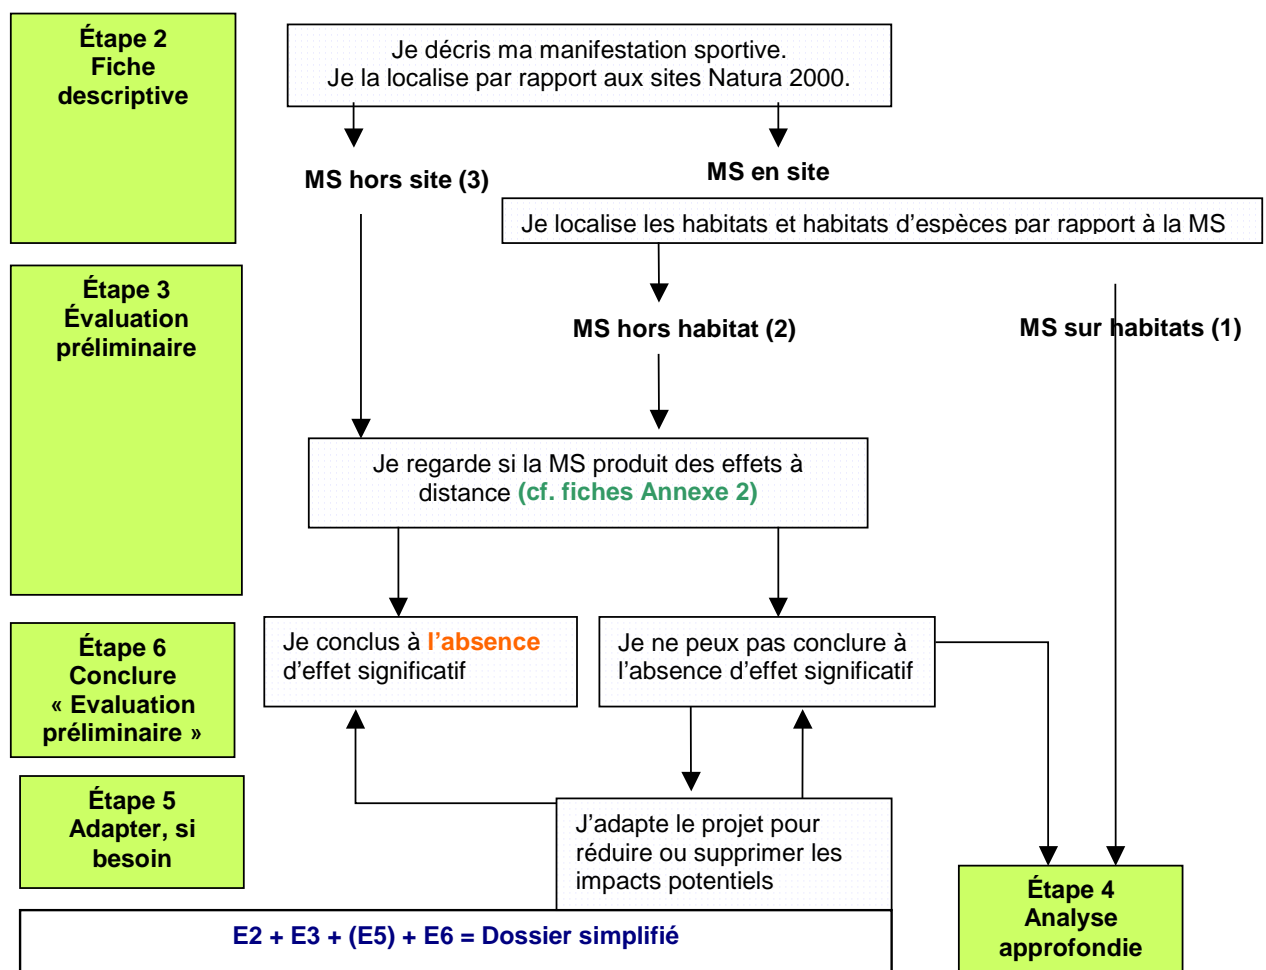 Étape 2
Fiche
descriptive
Je décris ma manifestation sportive.
Je la localise par rapport aux sites Natura 2000.
MS hors site (3)
MS en site
Je localise les habitats et habitats d'espèces par rapport à la MS
Étape 3
Évaluation
préliminaire
MS hors habitat (2)
MS sur habitats (1)
Je regarde si la MS produit des effets à
distance (cf. fiches Annexe 2)
Étape 6
Conclure
« Evaluation
préliminaire »
Je conclus à l'absence
d'effet significatif
Je ne peux pas conclure à
l'absence d'effet significatif
Étape 5
Adapter, si
besoin
J'adapte le projet pour
réduire ou supprimer les
impacts potentiels
Étape 4
Analyse
approfondie
E2 + E3 + (E5) + E6 = Dossier simplifié